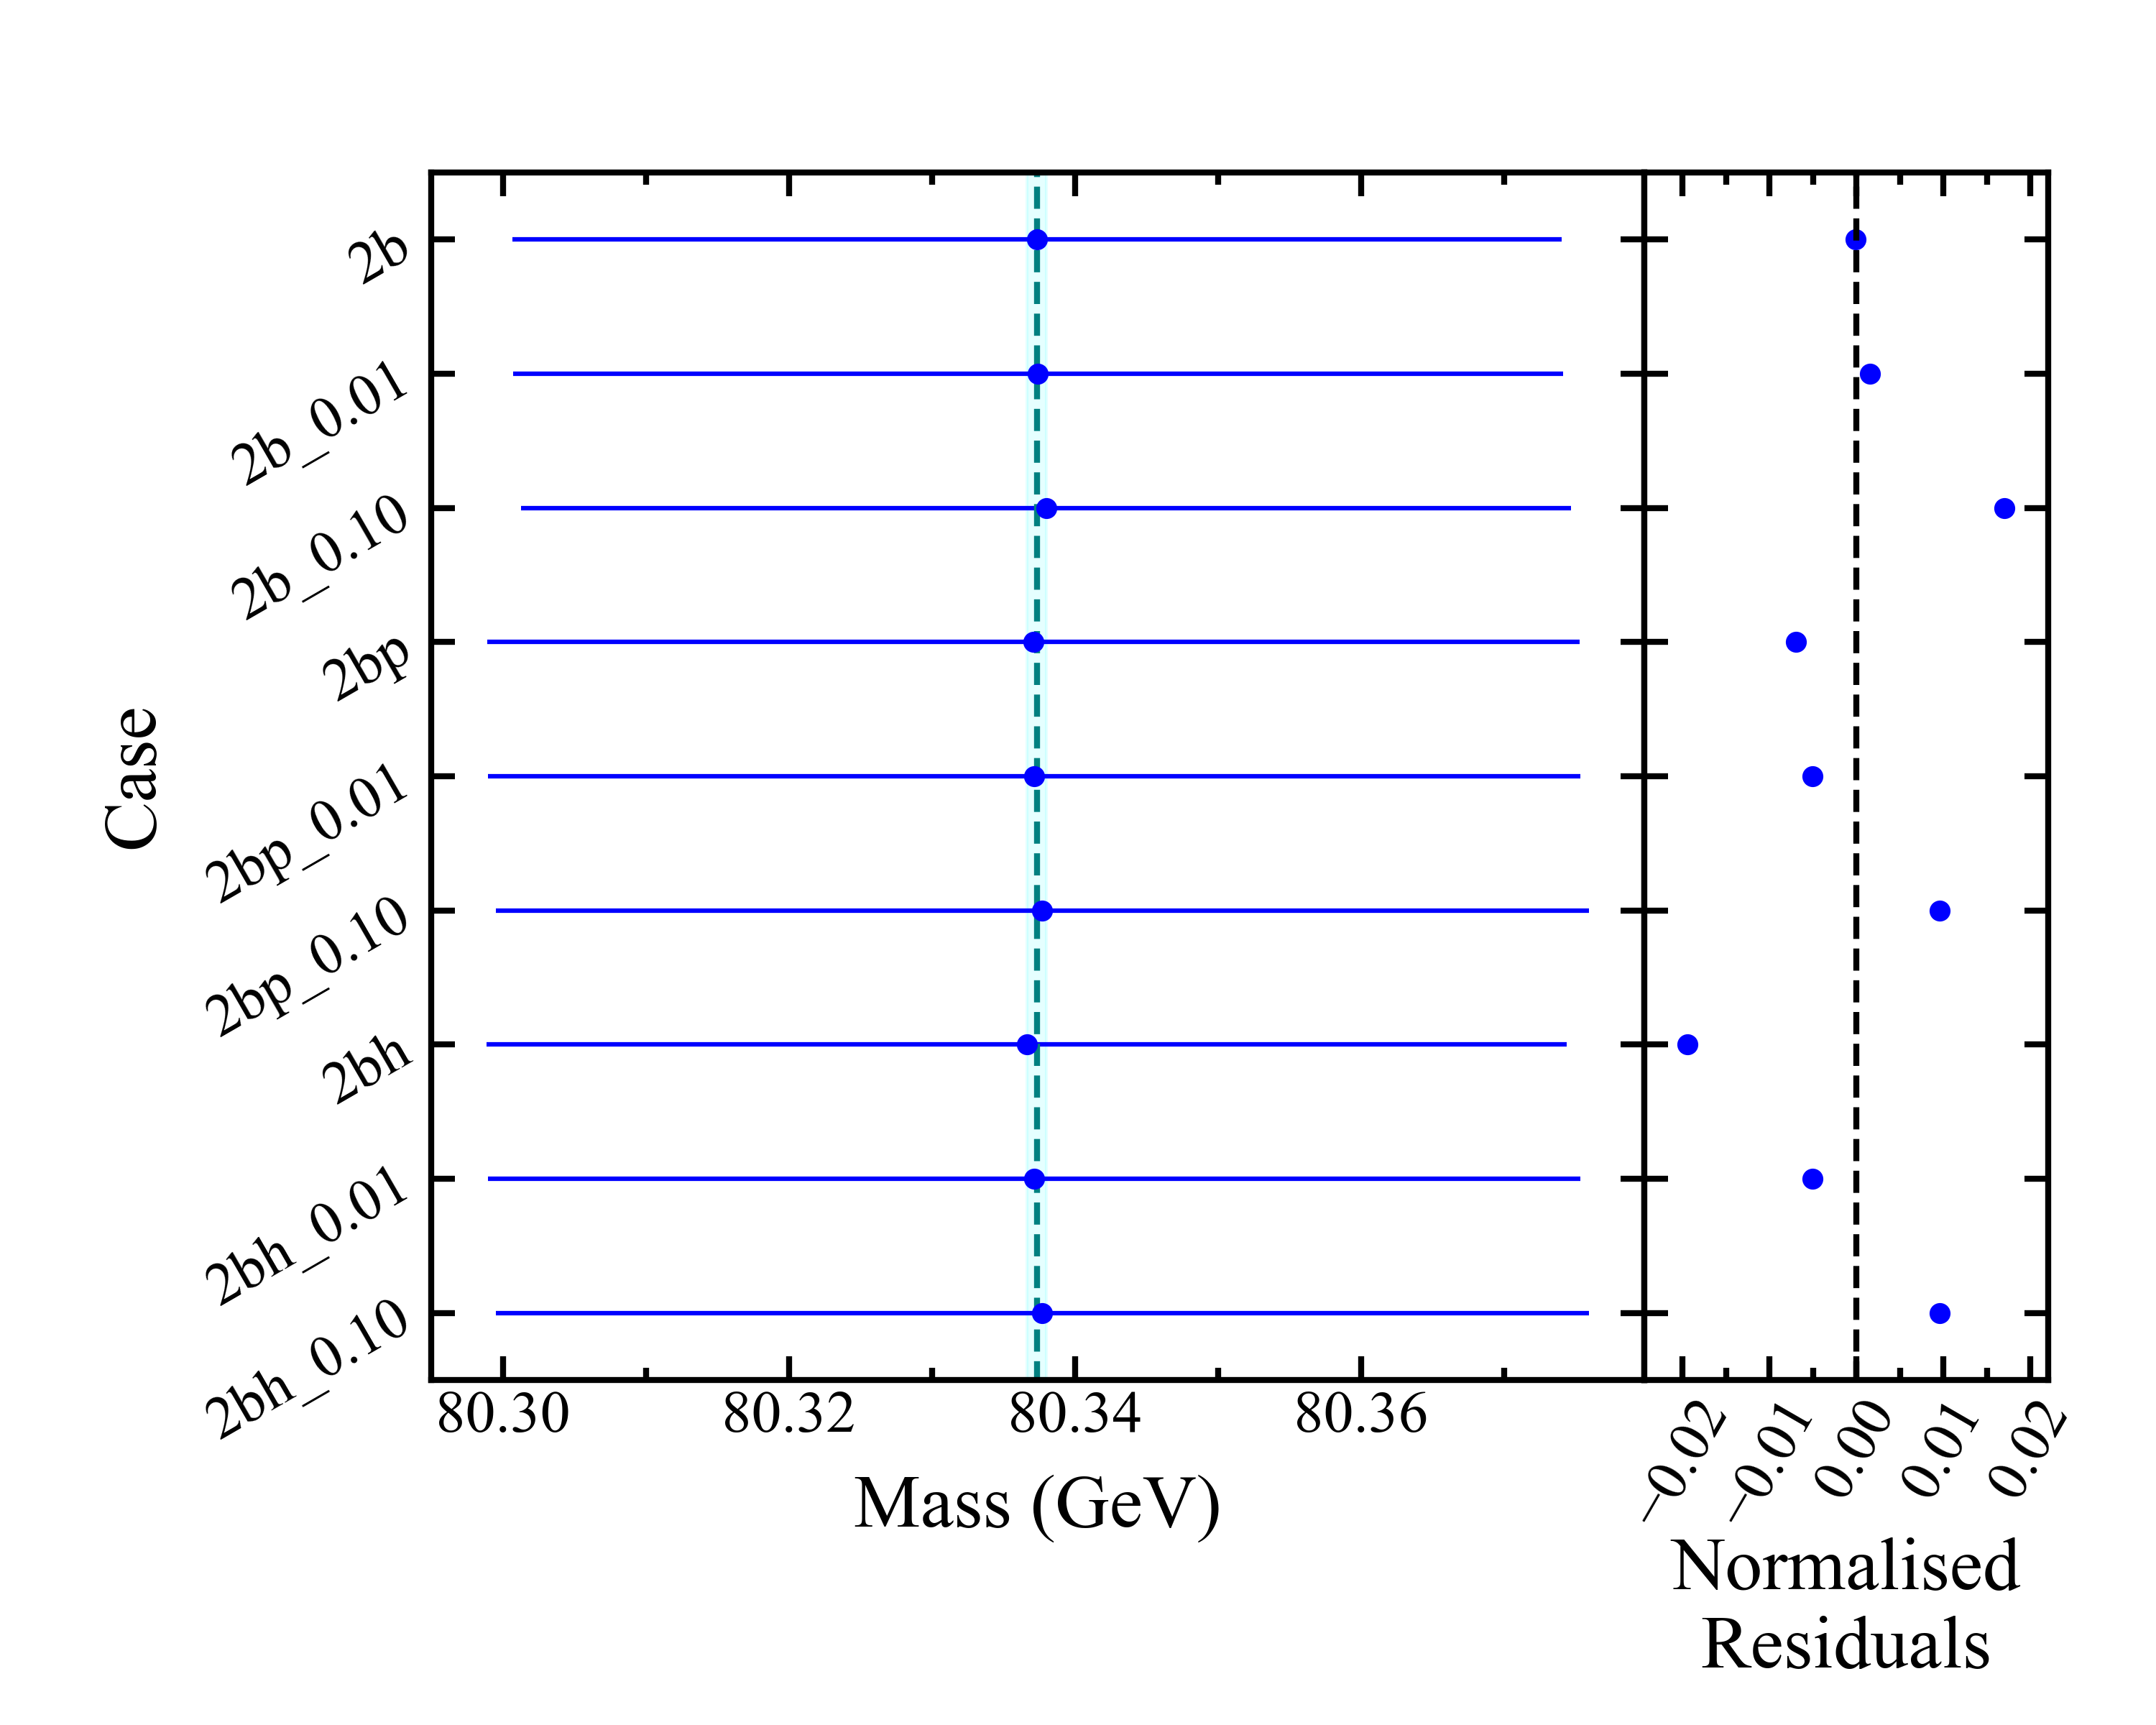 Case
2b
2b_0.01
2b_0.10
2bp
2bp_0.01
2bp_0.10
2bh
2bh_0.01
2bh_0.10
80.30 80.32 80.34 80.36
Mass (GeV)
−0.02 −0.01 0.00 0.01 0.02
Normalised
Residuals